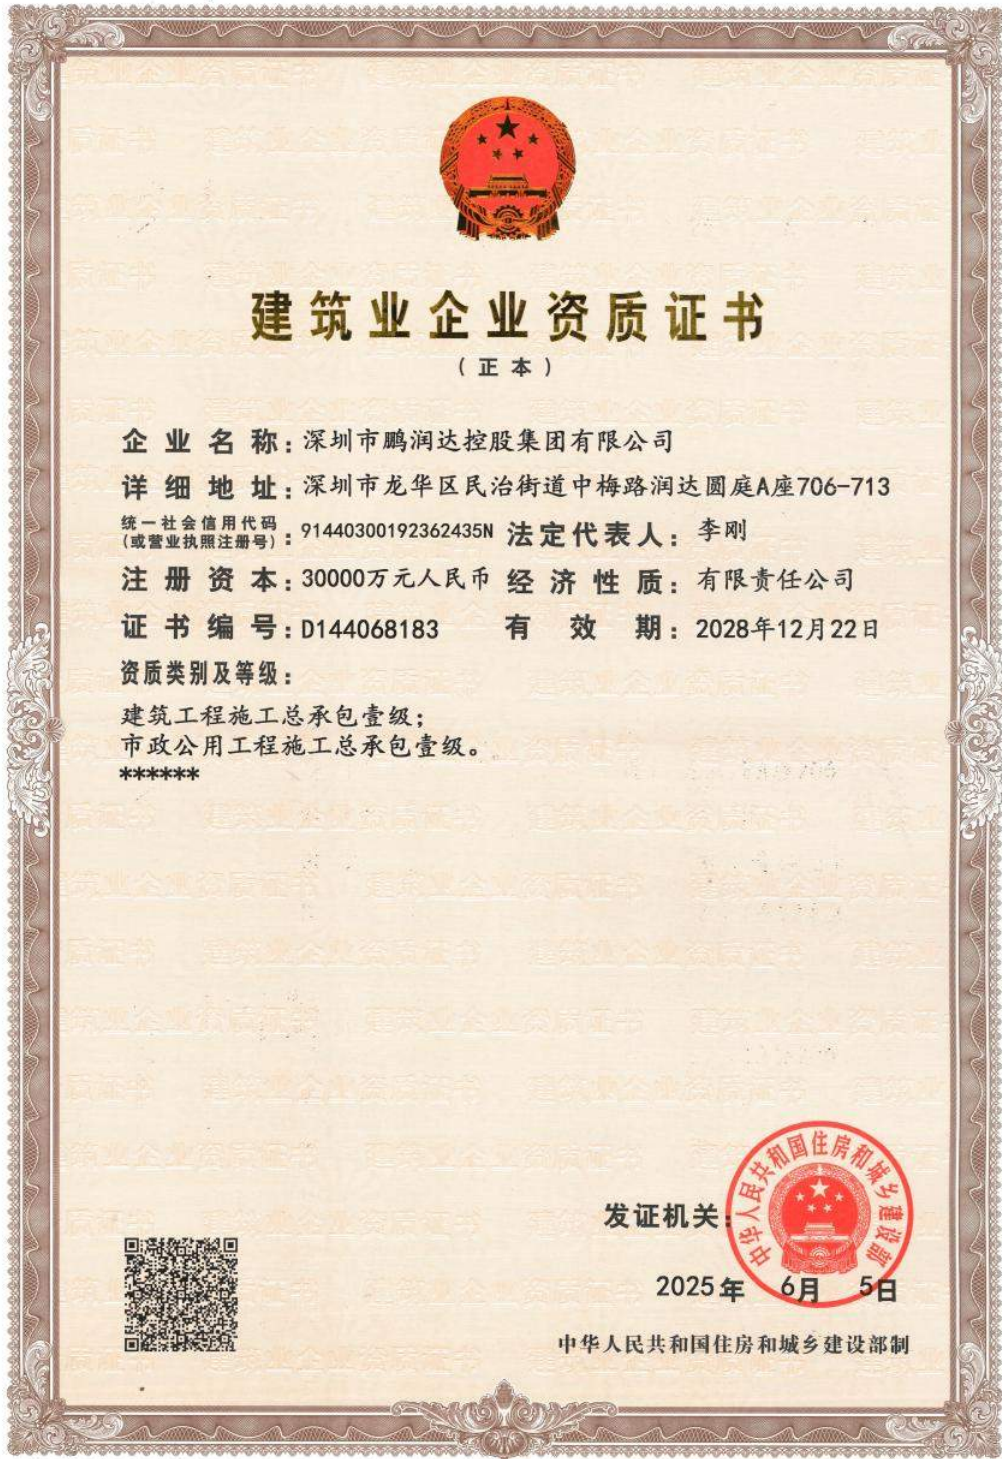 建筑业企业资质证书
（正本）
企业名称：深圳市鹏润达控股集团有限公司
详细地址：深圳市龙华区民治街道中梅路润达圆庭A座706-713
统一社会信用代码
（或营业执照注册号）：91440300192362435N 法定代表人：李刚
注册资本：30000万元人民币 经济性质：有限责任公司
证书编号：D144068183 有效期：2028年12月22日
资质类别及等级：
建筑工程施工总承包壹级；
市政公用工程施工总承包壹级。
******
发证机关：
中华人民共和国住房和城乡建设部
2025年 6月 5日
中华人民共和国住房和城乡建设部制